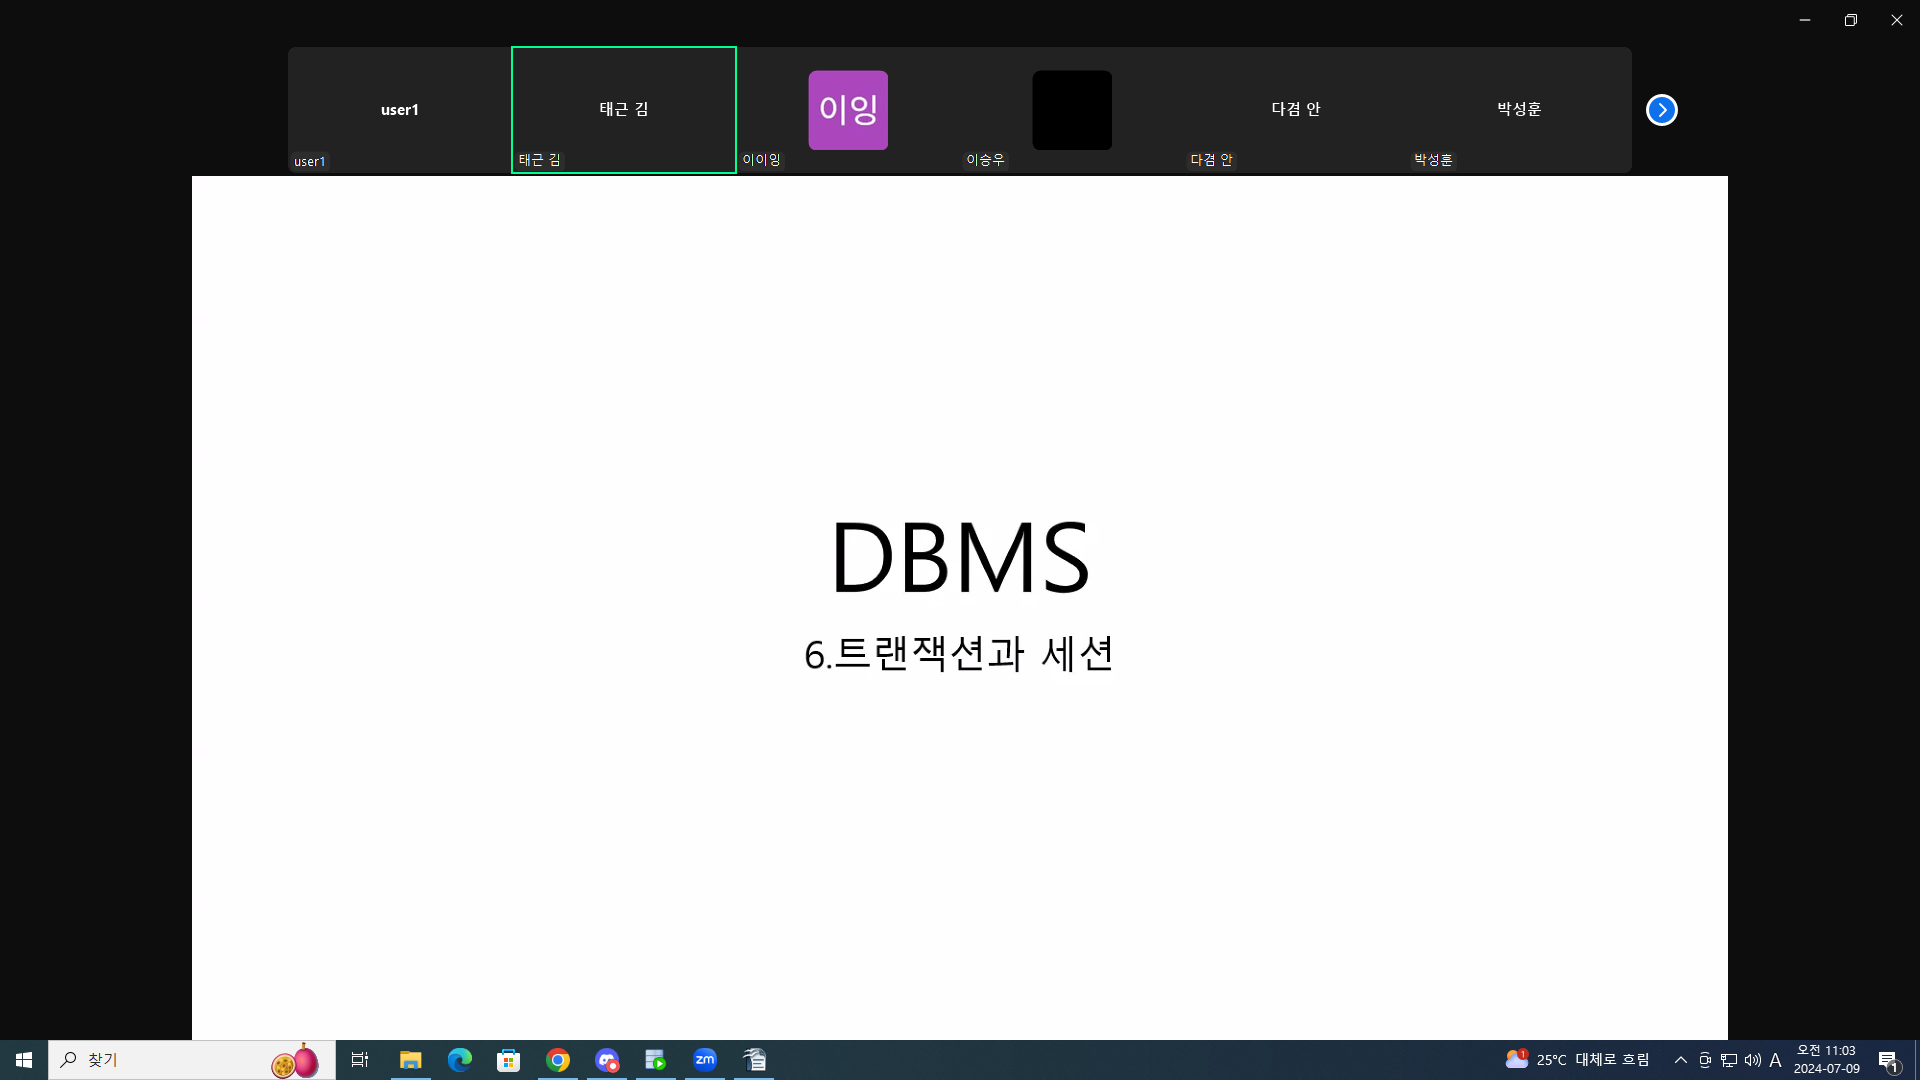 user1
태근 김
이잉
다겸 안
박성훈
user1
태근 김
이이잉
이승우
다겸 안
박성훈
DBMS
6.트랜잭션과 세션
찾기
zm
1
25°C 대체로 흐림
A
오전 11:03
2024-07-09
1